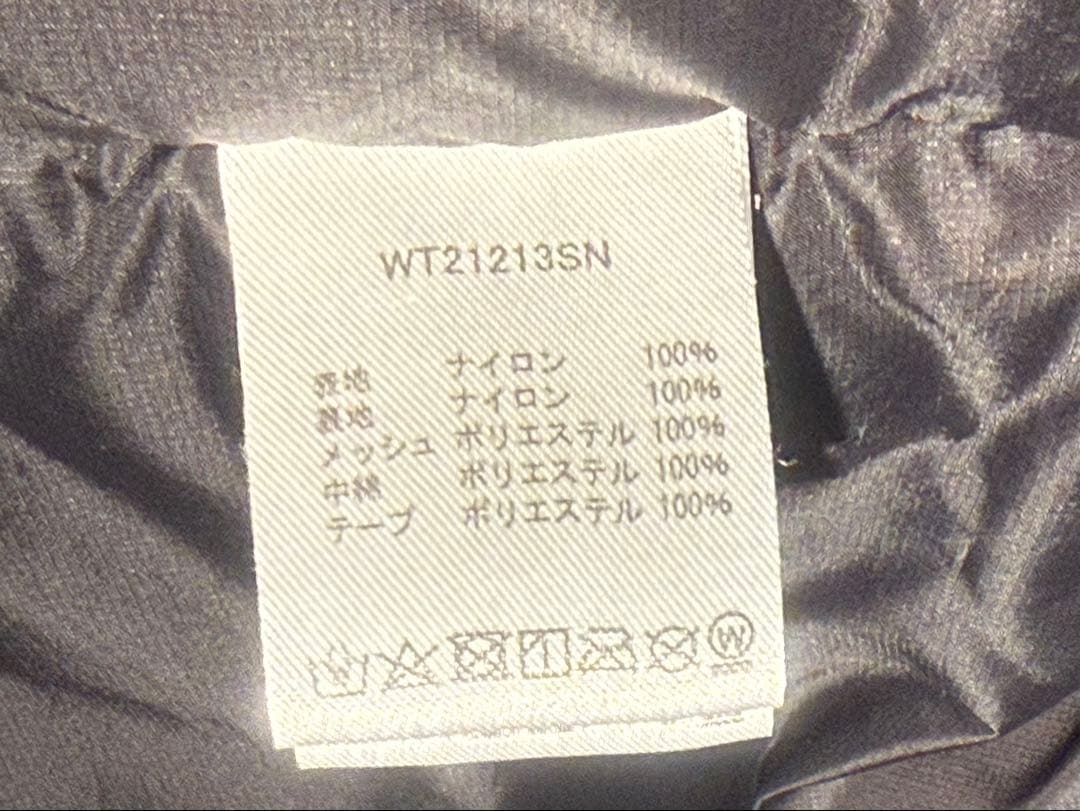 WT21213SN
表地 ナイロン 100%
裏地 ナイロン 100%
メッシュ ポリエステル 100%
中綿 ポリエステル 100%
テープ ポリエステル 100%
W